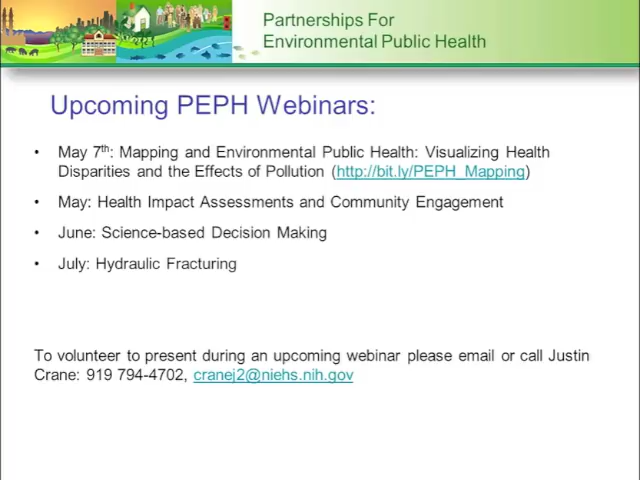 Partnerships For
Environmental Public Health
Upcoming PEPH Webinars:
• May 7th: Mapping and Environmental Public Health: Visualizing Health
Disparities and the Effects of Pollution (http://bit.ly/PEPH_Mapping)
• May: Health Impact Assessments and Community Engagement
• June: Science-based Decision Making
• July: Hydraulic Fracturing
To volunteer to present during an upcoming webinar please email or call Justin
Crane: 919 794-4702, cranej2@niehs.nih.gov